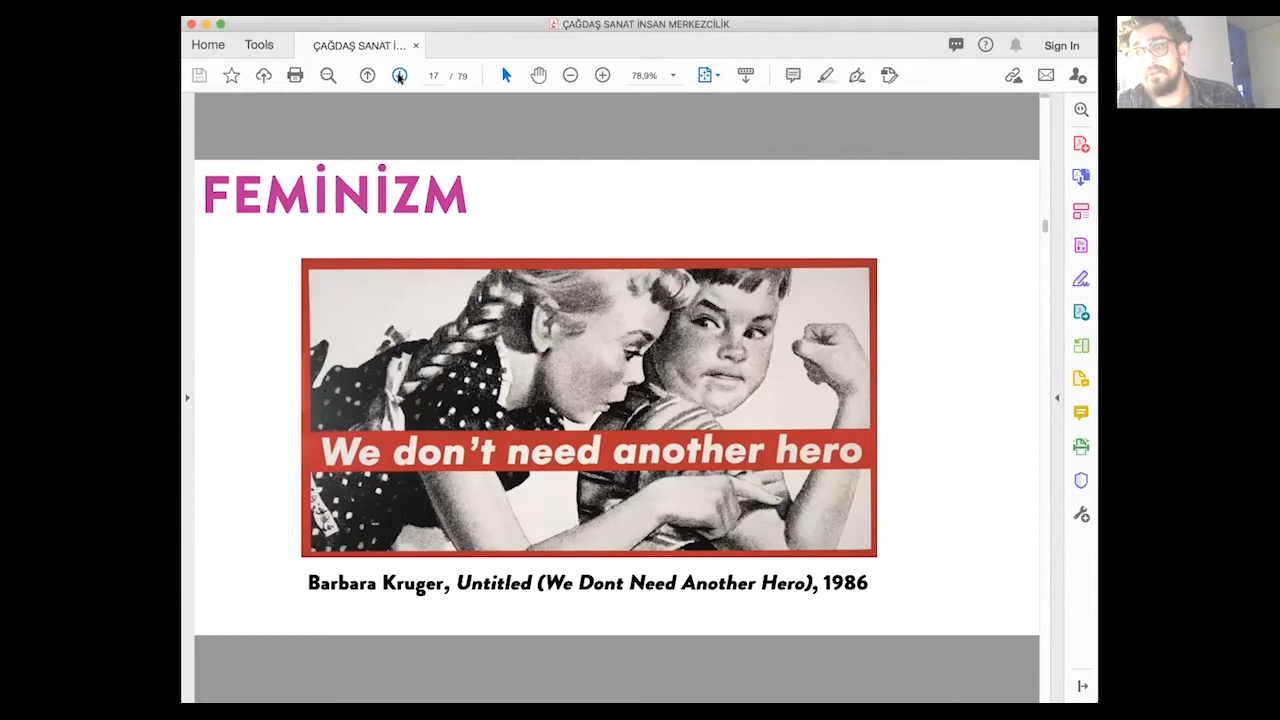 ÇAĞDAŞ SANAT İNSAN MERKEZCİLİK
Home Tools ÇAĞDAŞ SANAT İ... × Sign In
17 / 79 78,9%
FEMİNİZM
We don't need another hero
Barbara Kruger, Untitled (We Dont Need Another Hero), 1986